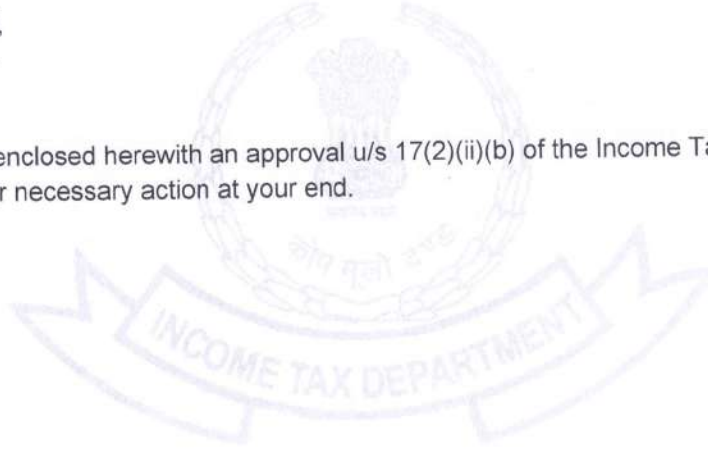 enclosed herewith an approval u/s 17(2)(ii)(b) of the Income Ta
r necessary action at your end.
कोष मूलो दण्डः
INCOME TAX DEPARTMENT